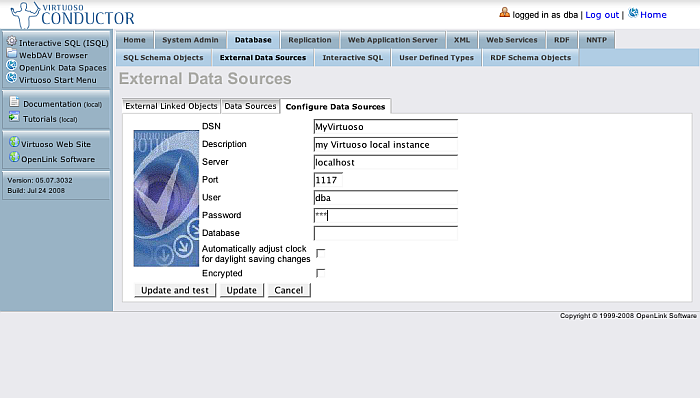 VIRTUOSO
CONDUCTOR
logged in as dba | Log out | Home
Interactive SQL (ISQL)
WebDAV Browser
OpenLink Data Spaces
Virtuoso Start Menu
Documentation (local)
Tutorials (local)
Virtuoso Web Site
OpenLink Software
Version: 05.07.3032
Build: Jul 24 2008
Home System Admin Database Replication Web Application Server XML Web Services RDF NNTP
SQL Schema Objects External Data Sources Interactive SQL User Defined Types RDF Schema Objects
External Data Sources
External Linked Objects Data Sources Configure Data Sources
DSN MyVirtuoso
Description my Virtuoso local instance
Server localhost
Port 1117
User dba
Password ***
Database
Automatically adjust clock
for daylight saving changes
Encrypted
Update and test Update Cancel
Copyright © 1999-2008 OpenLink Software